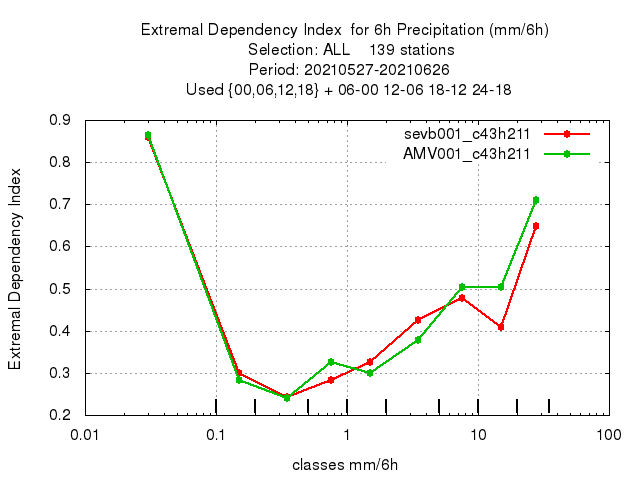 Extremal Dependency Index  for 6h Precipitation (mm/6h)
Selection: ALL    139 stations
Period: 20210527-20210626
Used {00,06,12,18} + 06-00 12-06 18-12 24-18
sevb001_c43h211
AMV001_c43h211
Extremal Dependency Index
0.9
0.8
0.7
0.6
0.5
0.4
0.3
0.2
0.01
0.1
1
10
100
classes mm/6h